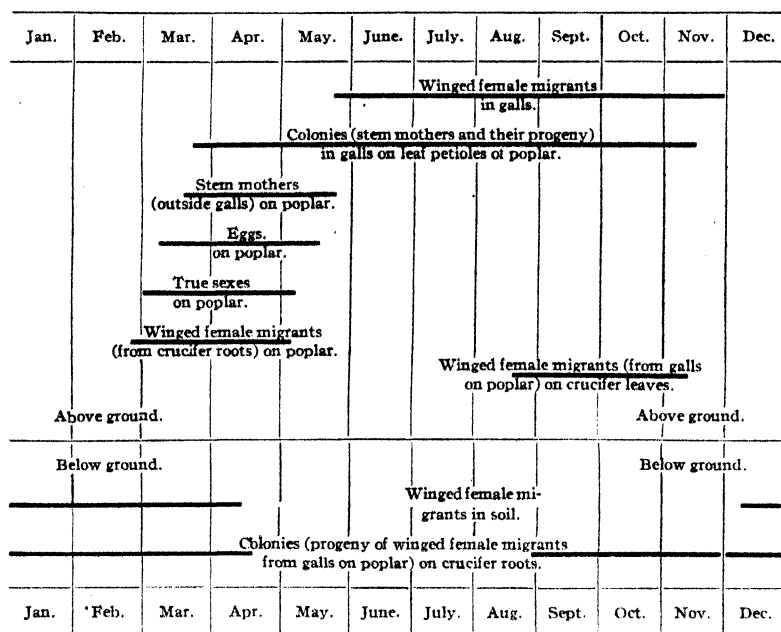 Jan. Feb. Mar. Apr. May. June. July. Aug. Sept. Oct. Nov. Dec.
Winged female migrants
in galls.
Colonies (stem mothers and their progeny)
in galls on leaf petioles of poplar.
Stem mothers
(outside galls) on poplar.
Eggs.
on poplar.
True sexes
on poplar.
Winged female migrants
(from crucifer roots) on poplar.
Winged female migrants (from galls
on poplar) on crucifer leaves.
Above ground. Above ground.
Below ground. Below ground.
Winged female mi-
grants in soil.
Colonies (progeny of winged female migrants
from galls on poplar) on crucifer roots.
Jan. Feb. Mar. Apr. May. June. July. Aug. Sept. Oct. Nov. Dec.